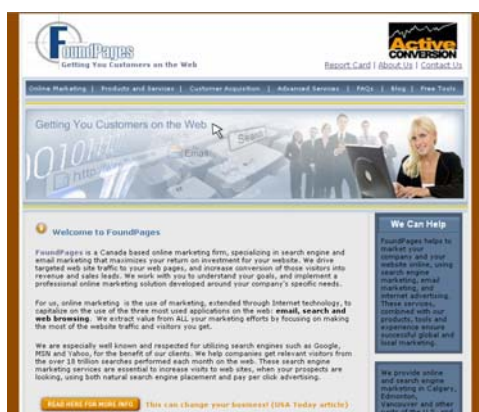 FoundPages
Getting You Customers on the Web
Active
CONVERSION
Report Card | About Us | Contact Us
Online Marketing | Products and Services | Customer Acquisition | Advanced Services | FAQs | Blog | Free Tools
Getting You Customers on the Web
Search
Email
http://
Welcome to FoundPages
FoundPages is a Canada based online marketing firm, specializing in search engine and
email marketing that maximizes your return on investment for your website. We drive
targeted web site traffic to your web pages, and increase conversion of those visitors into
revenue and sales leads. We work with you to understand your goals, and implement a
professional online marketing solution developed around your company's specific needs.
For us, online marketing is the use of marketing, extended through Internet technology, to
capitalize on the use of the three most used applications on the web: email, search and
web browsing. We extract value from ALL your marketing efforts by focusing on making
the most of the website traffic and visitors you get.
We are especially well known and respected for utilizing search engines such as Google,
MSN and Yahoo, for the benefit of our clients. We help companies get relevant visitors from
the over 18 trillion searches performed each month on the web. These search engine
marketing services are essential to increase visits to web sites, when your prospects are
looking, using both natural search engine placement and pay per click advertising.
READ HERE FOR MORE INFO This can change your business! (USA Today article)
We Can Help
FoundPages helps to
market your
company and your
website online, using
search engine
marketing, email
marketing, and
internet advertising.
These services,
combined with our
products, tools and
experience ensure
successful global and
local marketing.
We provide online
and search engine
marketing in Calgary,
Edmonton,
Vancouver and other